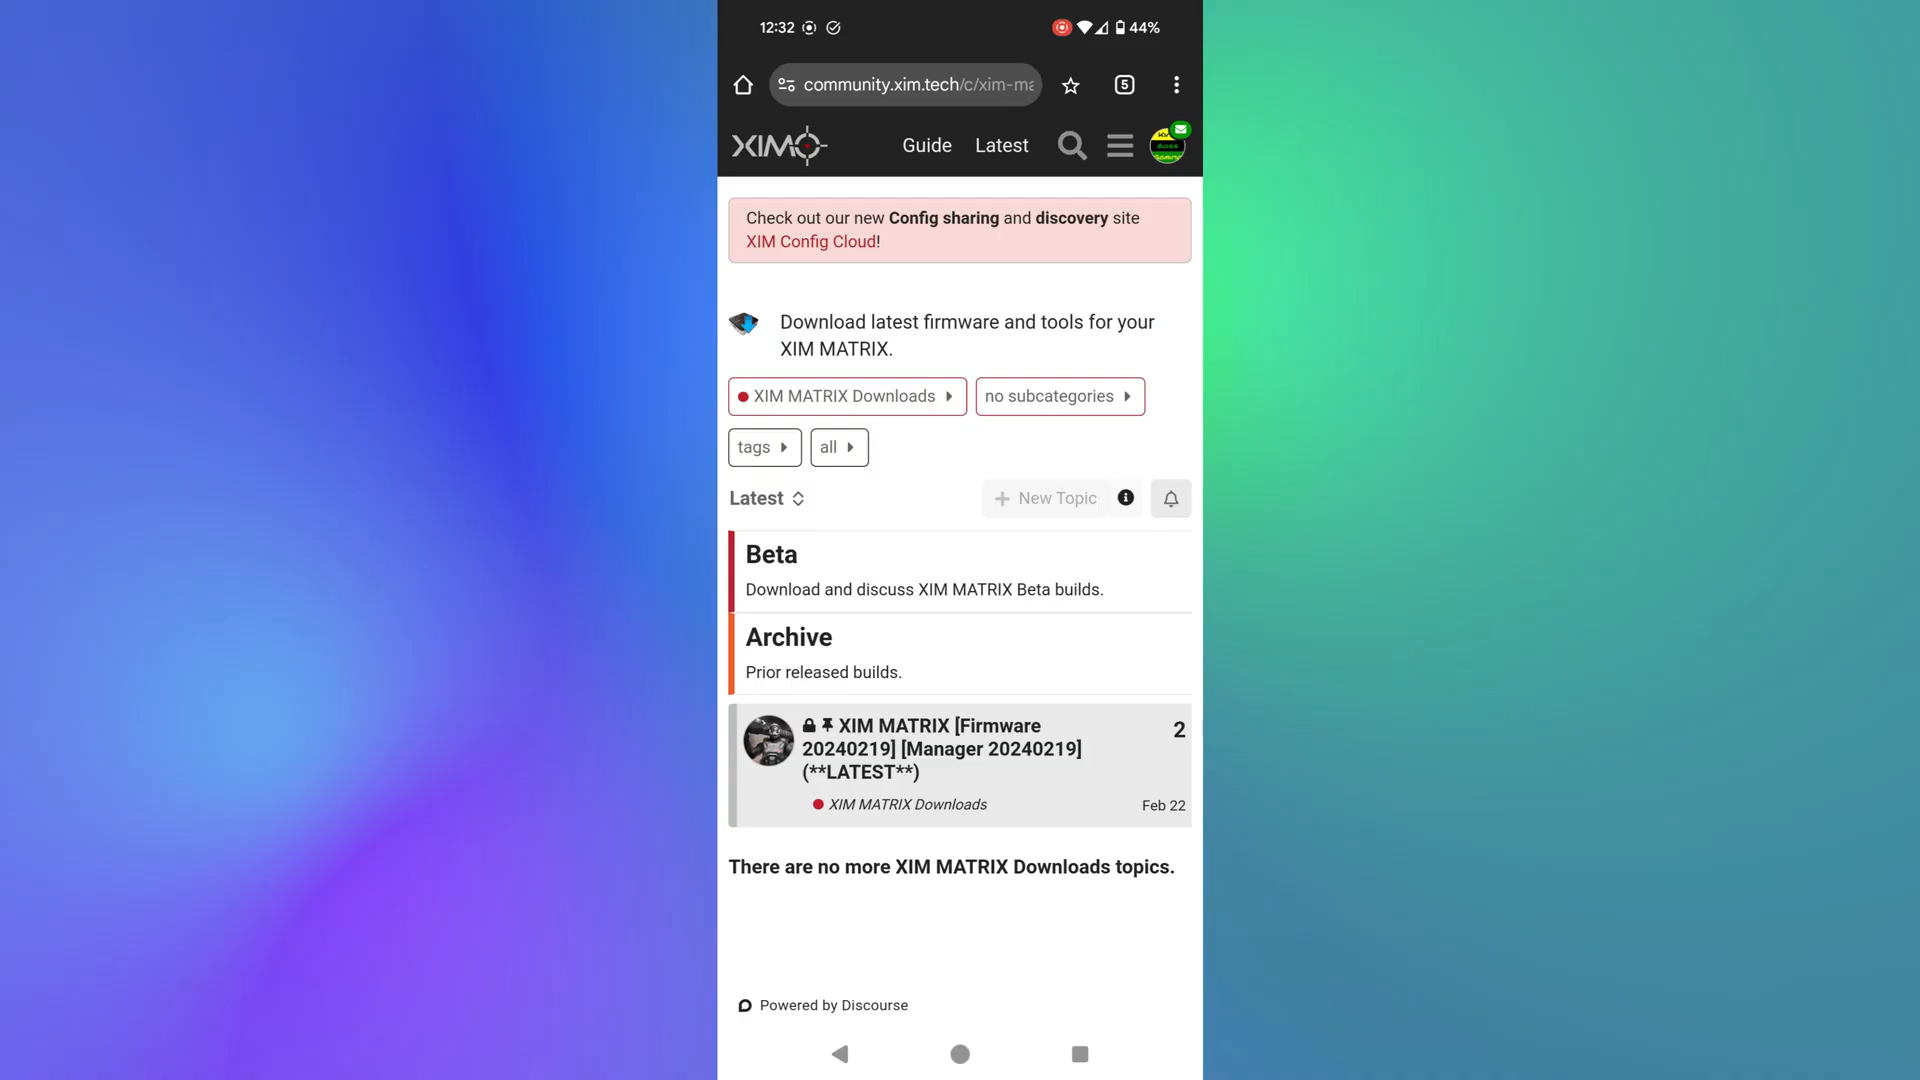 12:32
44%
community.xim.tech/c/xim-ma
5
XIM
Guide
Latest
Check out our new Config sharing and discovery site
XIM Config Cloud!
Download latest firmware and tools for your
XIM MATRIX.
XIM MATRIX Downloads
no subcategories
tags
all
Latest
New Topic
Beta
Download and discuss XIM MATRIX Beta builds.
Archive
Prior released builds.
XIM MATRIX [Firmware
2
20240219] [Manager 20240219]
(**LATEST**)
XIM MATRIX Downloads
Feb 22
There are no more XIM MATRIX Downloads topics.
Powered by Discourse